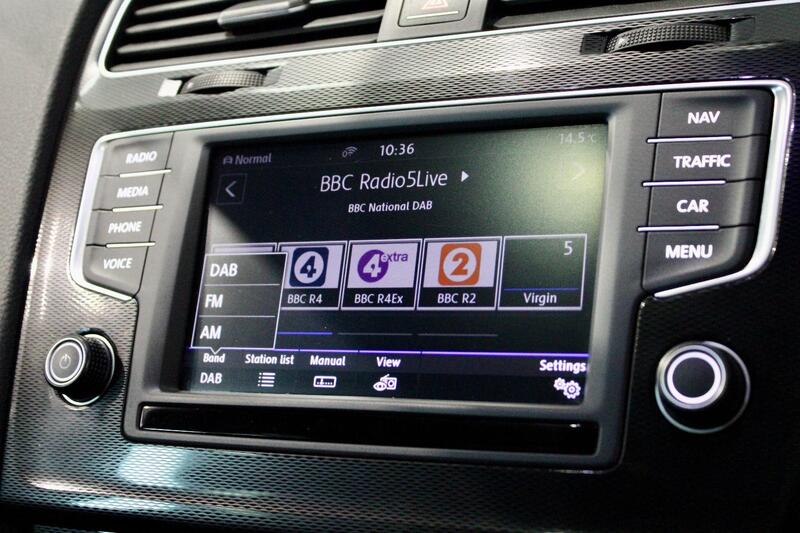 RADIO
MEDIA
PHONE
VOICE
NAV
TRAFFIC
CAR
MENU
Normal
10:36
14.5°C
BBC Radio5Live
BBC National DAB
4
BBC R4
4 extra
BBC R4Ex
2
BBC R2
5
Virgin
DAB
FM
AM
Band
DAB
Station list
Manual
View
Settings